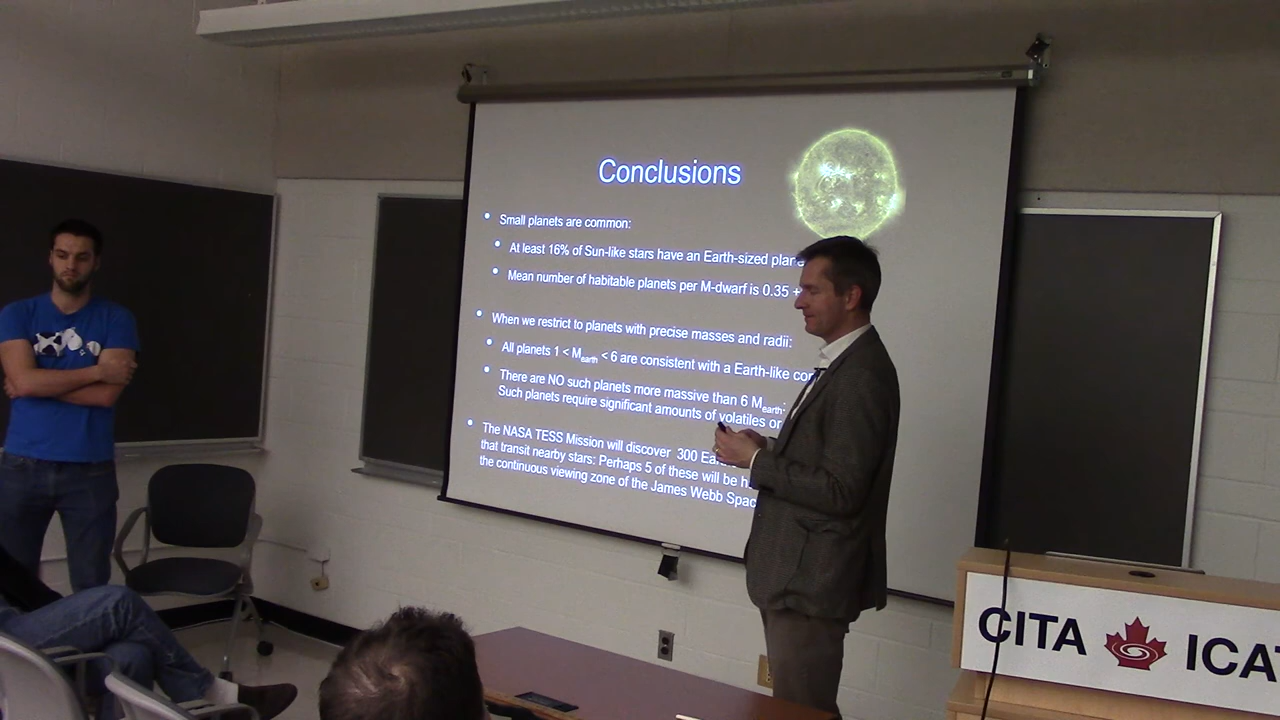 Conclusions
Small planets are common:
At least 16% of Sun-like stars have an Earth-sized
Mean number of habitable planets per M-dwarf is 0.35
When we restrict to planets with precise masses and radii:
All planets 1 < Mearth < 6 are consistent with a Earth-like
There are NO such planets more massive than 6 Mearth:
Such planets require significant amounts of volatiles or
The NASA TESS Mission will discover 300
that transit nearby stars: Perhaps 5 of these will be
the continuous viewing zone of the James Webb
CITA ICAT